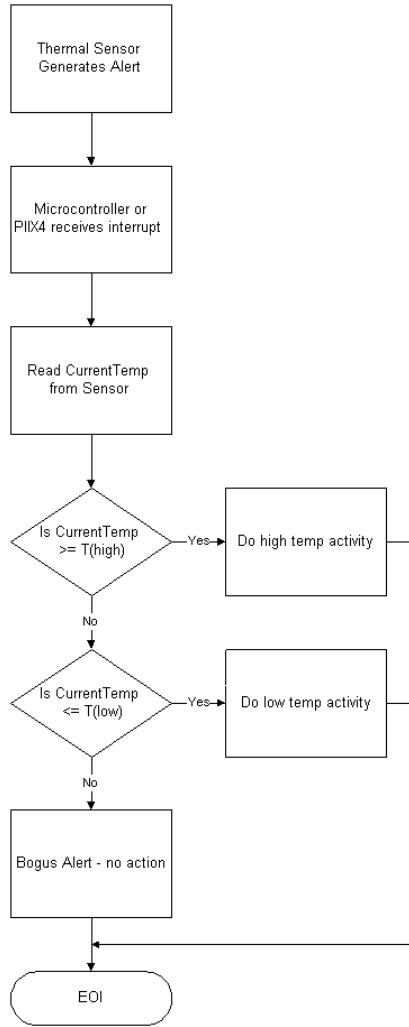 Thermal Sensor
Generates Alert
Microcontroller or
PIIX4 receives interrupt
Read CurrentTemp
from Sensor
Is CurrentTemp
>= T(high)
Yes
Do high temp activity
No
Is CurrentTemp
<= T(low)
Yes
Do low temp activity
No
Bogus Alert - no action
EOI